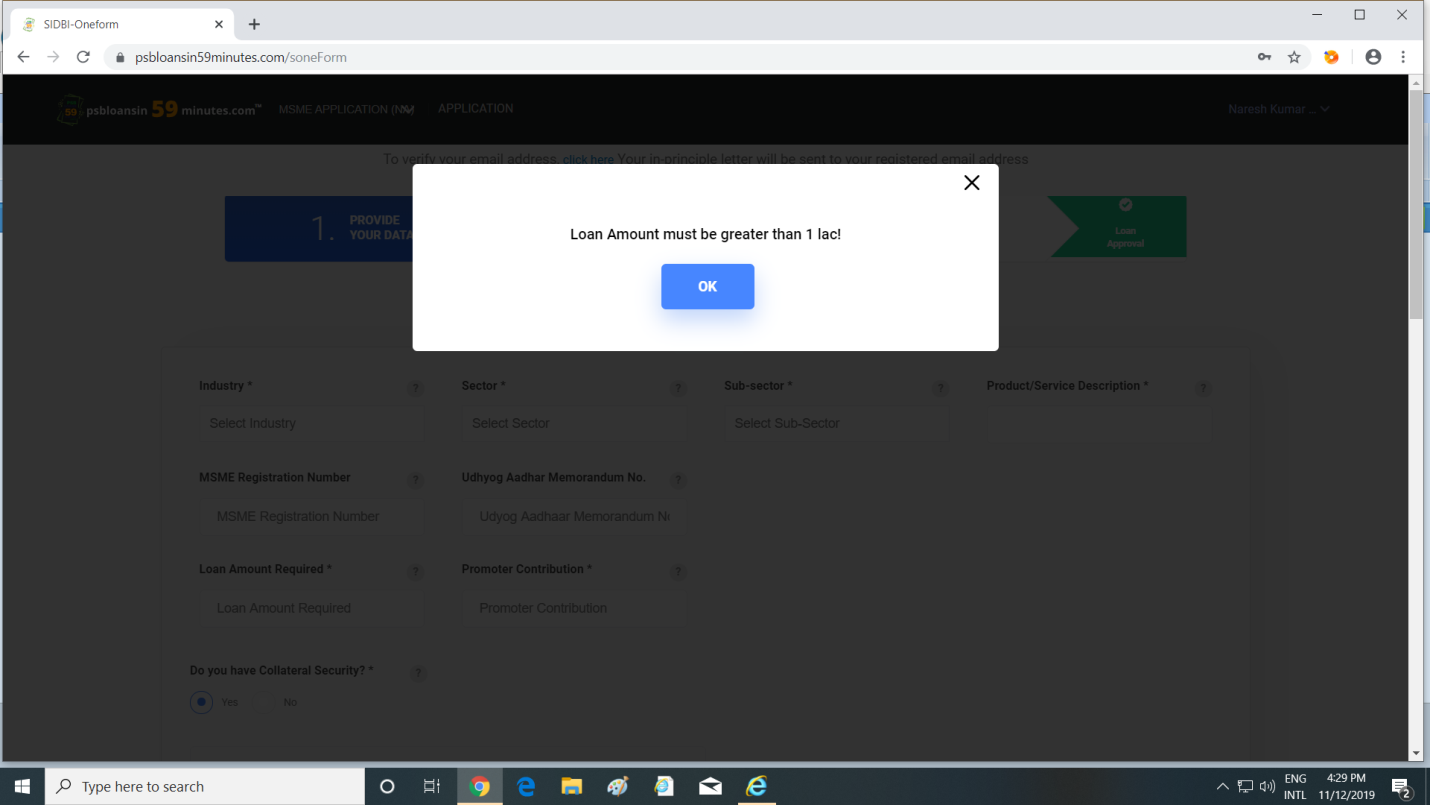 SIDBI-Oneform
psbloansin59minutes.com/soneForm
59 psbloansin 59 minutes.com™ MSME APPLICATION APPLICATION Naresh Kumar ...
To verify your email address, click here Your in-principle letter will be sent to your registered email address
1. PROVIDE
YOUR DATA
Loan
Approval
Loan Amount must be greater than 1 lac!
OK
Industry * ? Sector * ? Sub-sector * ? Product/Service Description * ?
Select Industry Select Sector Select Sub-Sector
MSME Registration Number ? Udhyog Aadhar Memorandum No. ?
MSME Registration Number Udyog Aadhaar Memorandum No
Loan Amount Required * ? Promoter Contribution * ?
Loan Amount Required Promoter Contribution
Do you have Collateral Security? * ?
Yes No
Type here to search
ENG
INTL
4:29 PM
11/12/2019
2